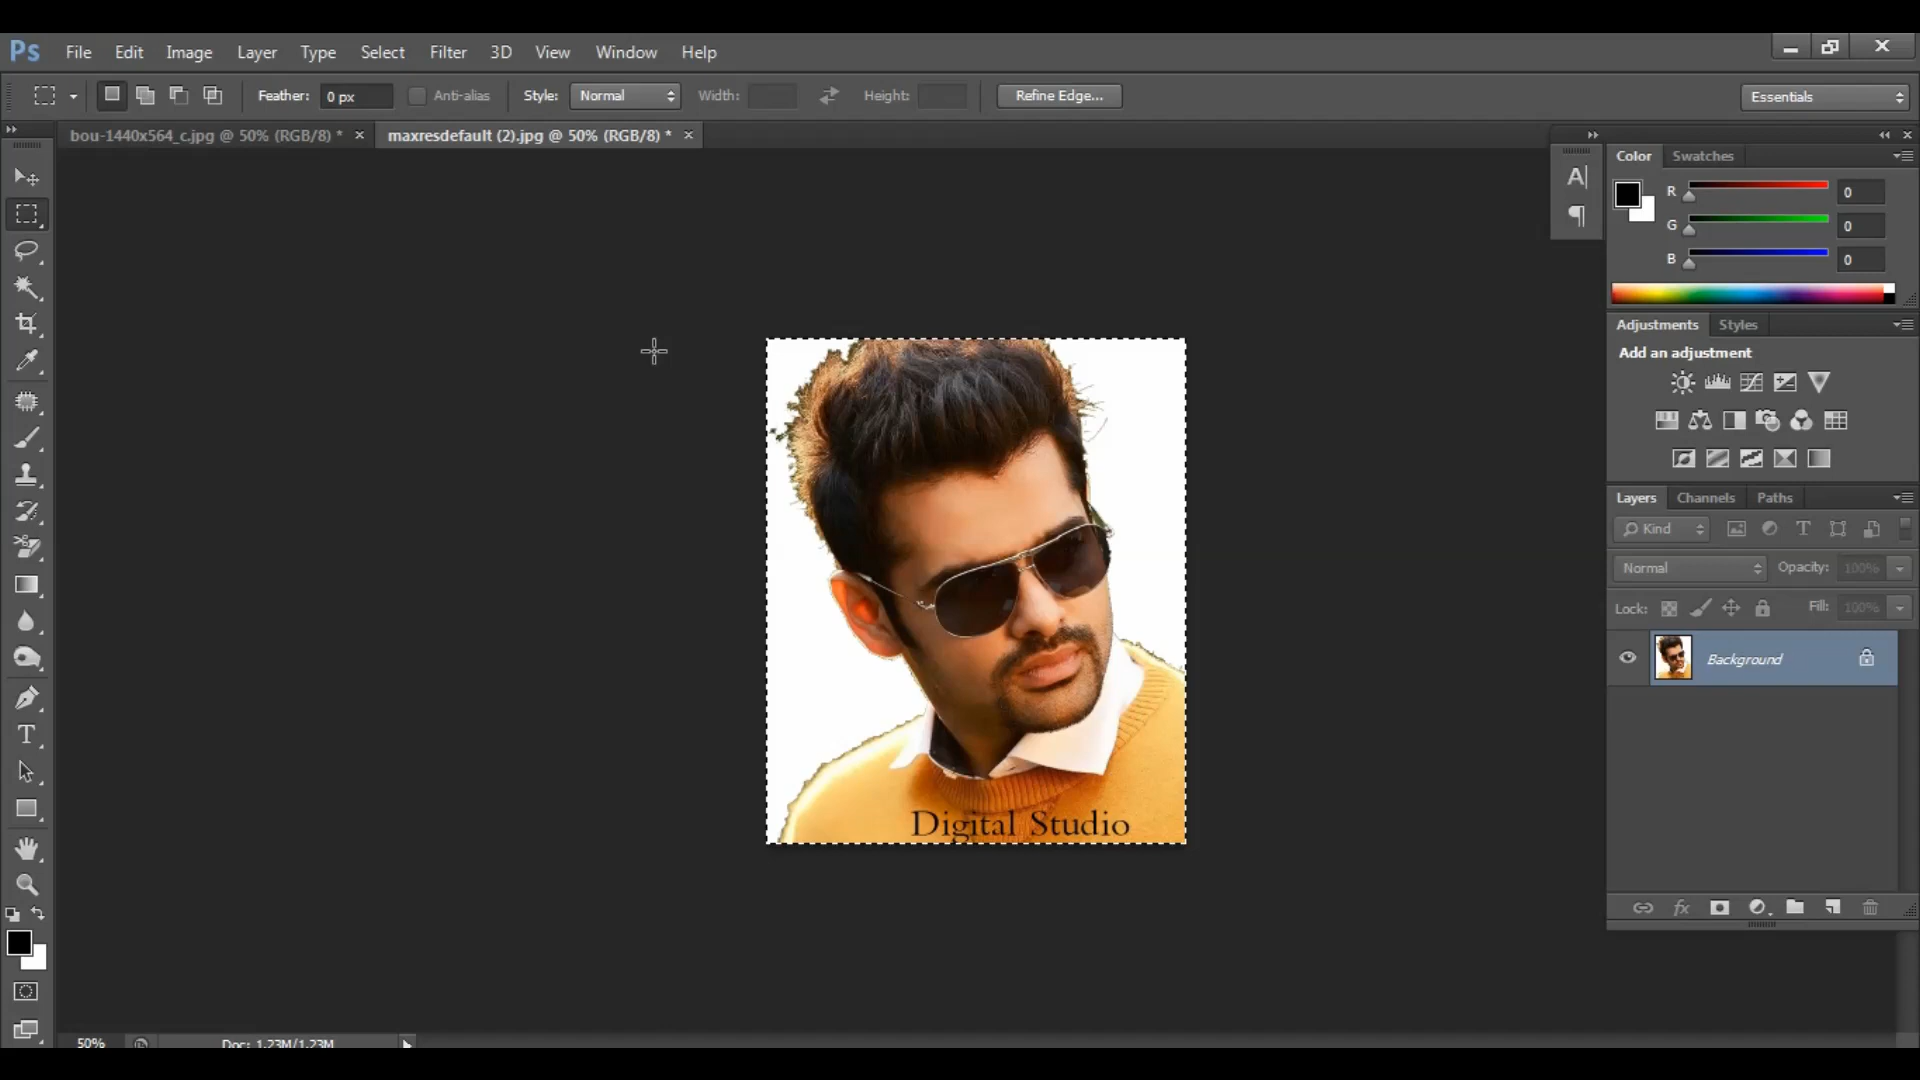 Ps File Edit Image Layer Type Select Filter 3D View Window Help
Feather: 0 px Anti-alias Style: Normal Width: Height: Refine Edge... Essentials
bou-1440x564_c.jpg @ 50% (RGB/8) * maxresdefault (2).jpg @ 50% (RGB/8) *
Color Swatches
R 0
G 0
B 0
Adjustments Styles
Add an adjustment
Layers Channels Paths
Kind
Normal Opacity: 100%
Lock: Fill: 100%
Background
Digital Studio
50% Doc: 1.23M/1.23M